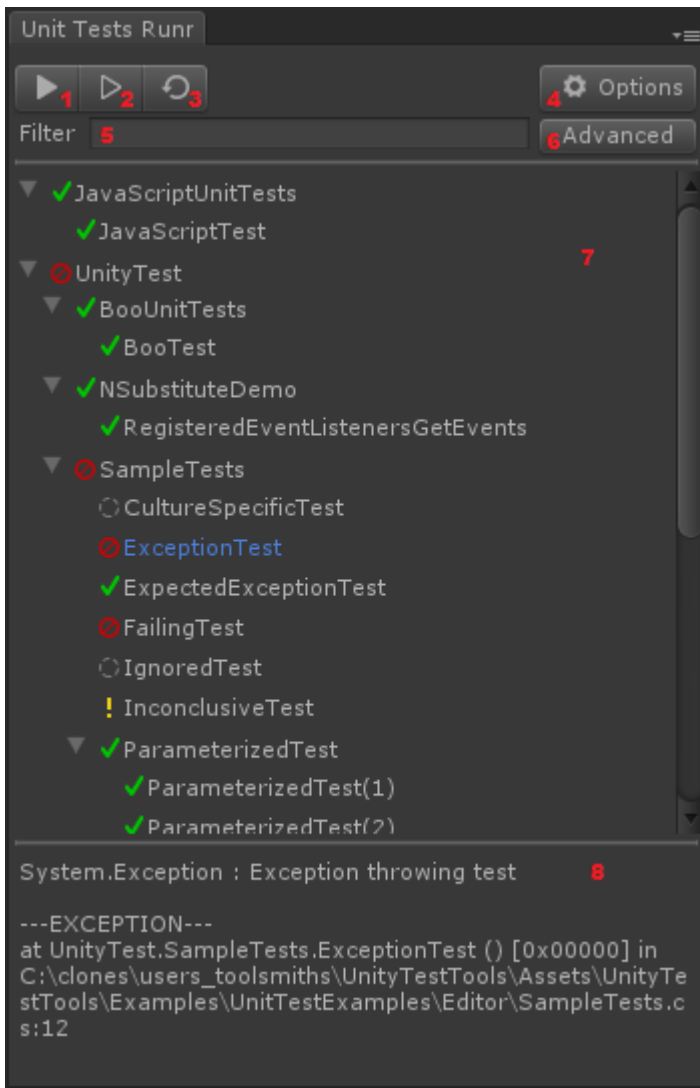 Unit Tests Runr
1 2 3 4 Options
Filter 5 6 Advanced
JavaScriptUnitTests
JavaScriptTest
7
UnityTest
BooUnitTests
BooTest
NSubstituteDemo
RegisteredEventListenersGetEvents
SampleTests
CultureSpecificTest
ExceptionTest
ExpectedExceptionTest
FailingTest
IgnoredTest
! InconclusiveTest
ParameterizedTest
ParameterizedTest(1)
ParameterizedTest(2)
System.Exception : Exception throwing test 8
---EXCEPTION---
at UnityTest.SampleTests.ExceptionTest () [0x00000] in
C:\clones\users_toolsmiths\UnityTestTools\Assets\UnityTe
stTools\Examples\UnitTestExamples\Editor\SampleTests.c
s:12